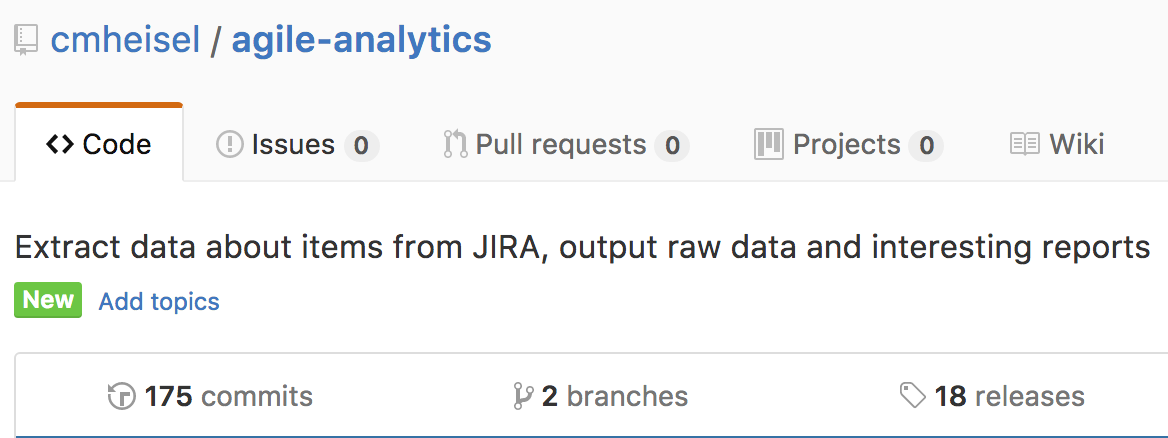 cmheisel / agile-analytics
Code Issues 0 Pull requests 0 Projects 0 Wiki
Extract data about items from JIRA, output raw data and interesting reports
New Add topics
175 commits 2 branches 18 releases